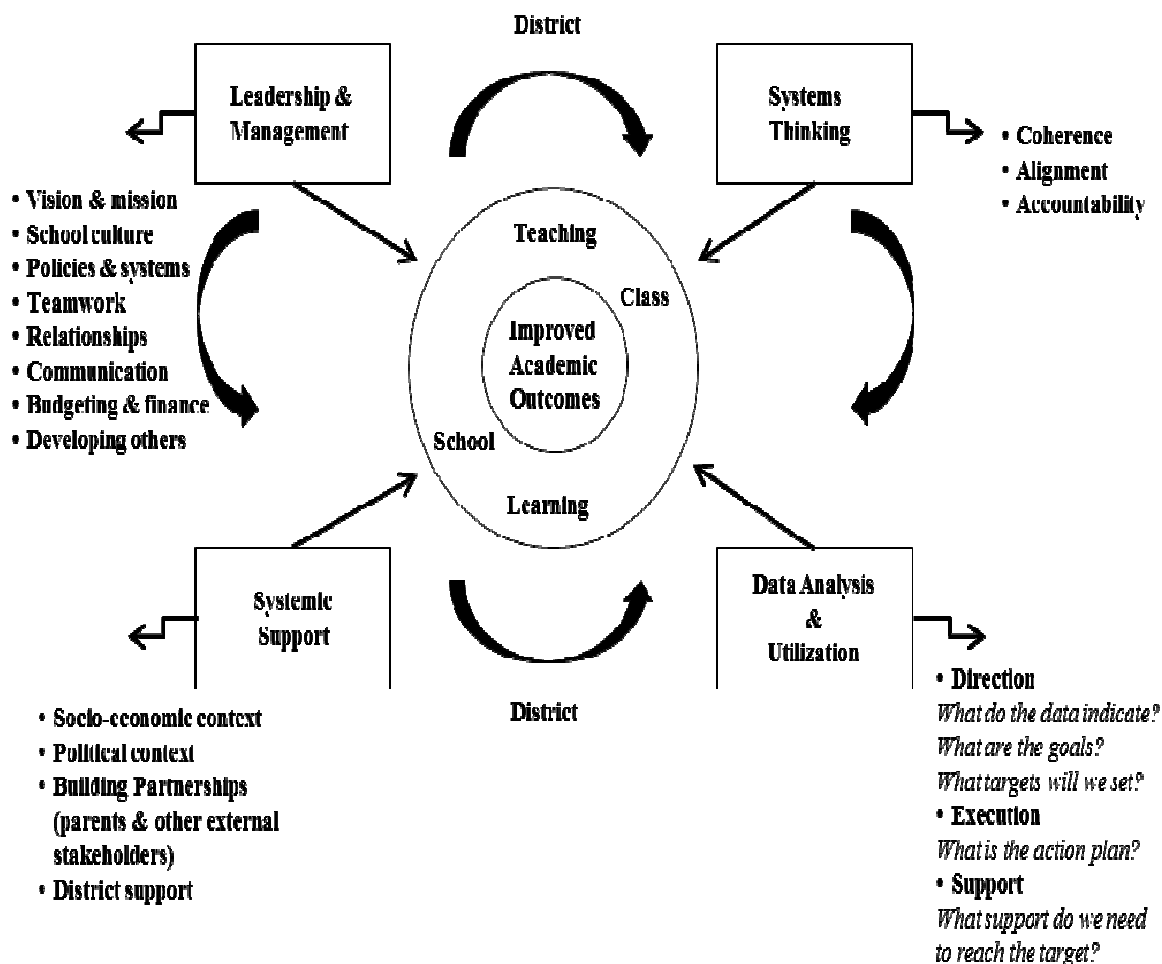 District
Leadership &
Management
Systems
Thinking
• Coherence
• Alignment
• Accountability
• Vision & mission
• School culture
• Policies & systems
• Teamwork
• Relationships
• Communication
• Budgeting & finance
• Developing others
Teaching
Class
Improved
Academic
Outcomes
School
Learning
Systemic
Support
Data Analysis
&
Utilization
District
• Socio-economic context
• Political context
• Building Partnerships
(parents & other external
stakeholders)
• District support
• Direction
What do the data indicate?
What are the goals?
What targets will we set?
• Execution
What is the action plan?
• Support
What support do we need
to reach the target?